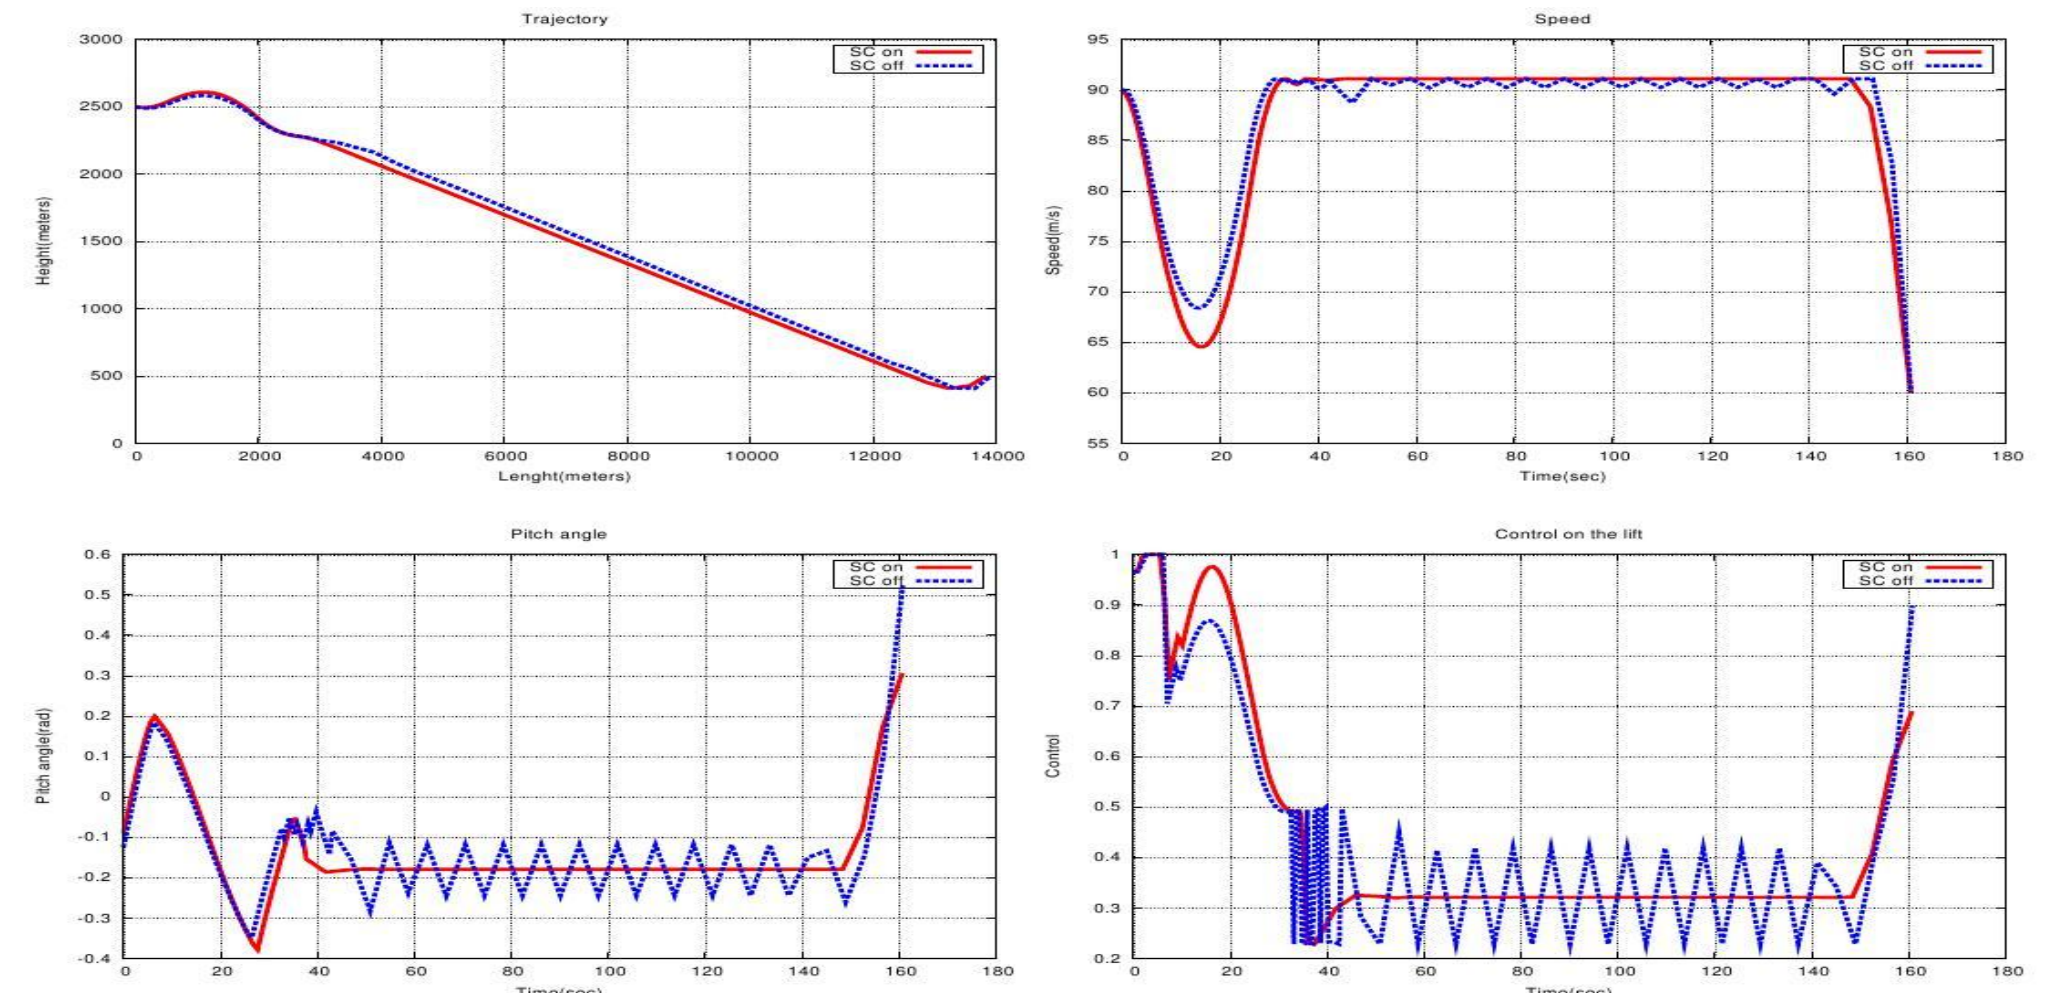 Trajectory
3000
2500
2000
1500
1000
500
0
Height(meters)
SC on
SC off
0 2000 4000 6000 8000 10000 12000 14000
Lenght(meters)
Speed
95
90
85
80
75
70
65
60
55
Speed(m/s)
SC on
SC off
0 20 40 60 80 100 120 140 160 180
Time(sec)
Pitch angle
0.6
0.5
0.4
0.3
0.2
0.1
0
-0.1
-0.2
-0.3
-0.4
Pitch angle(rad)
SC on
SC off
0 20 40 60 80 100 120 140 160 180
Time(sec)
Control on the lift
1
0.9
0.8
0.7
0.6
0.5
0.4
0.3
0.2
Control
SC on
SC off
0 20 40 60 80 100 120 140 160 180
Time(sec)